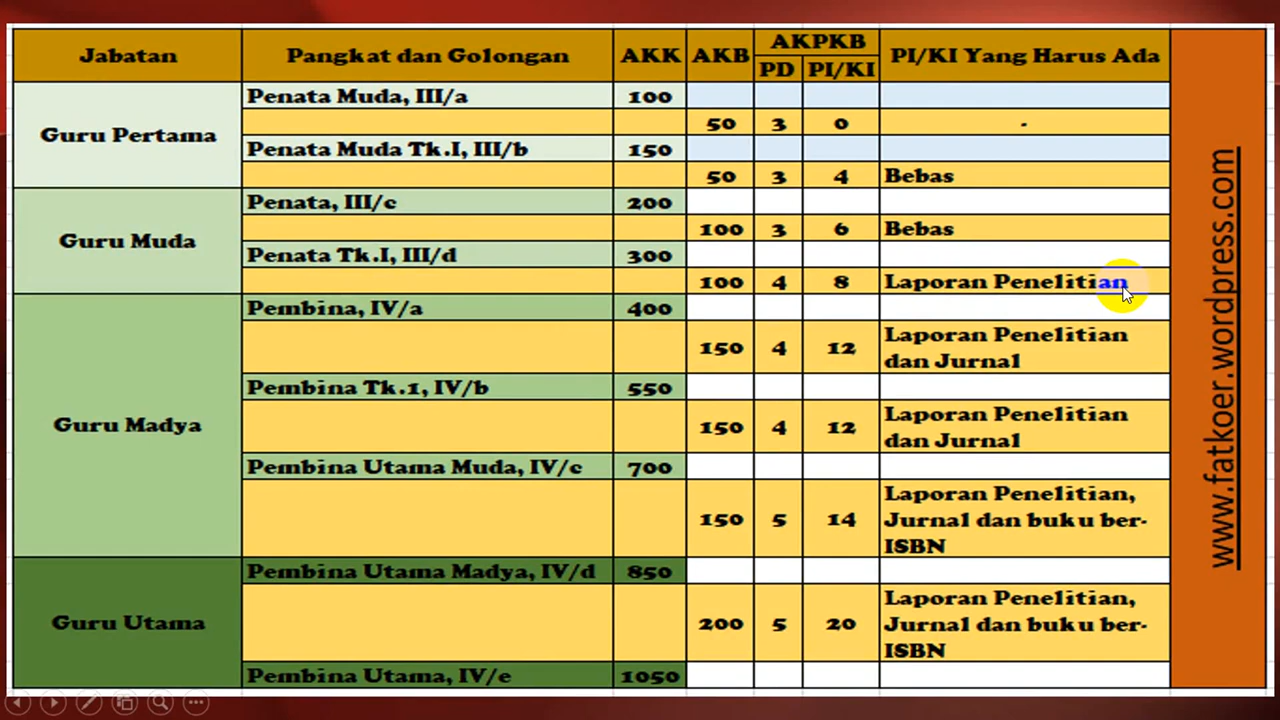 Jabatan Pangkat dan Golongan AKK AKB AKPKB PI/KI Yang Harus Ada
PD PI/KI
Guru Pertama
Penata Muda, III/a 100
50 3 0 -
Penata Muda Tk.I, III/b 150
50 3 4 Bebas
Guru Muda
Penata, III/c 200
100 3 6 Bebas
Penata Tk.I, III/d 300
100 4 8 Laporan Penelitian
Guru Madya
Pembina, IV/a 400
150 4 12 Laporan Penelitian
dan Jurnal
Pembina Tk.1, IV/b 550
150 4 12 Laporan Penelitian
dan Jurnal
Pembina Utama Muda, IV/c 700
150 5 14 Laporan Penelitian,
Jurnal dan buku ber-
ISBN
Guru Utama
Pembina Utama Madya, IV/d 850
200 5 20 Laporan Penelitian,
Jurnal dan buku ber-
ISBN
Pembina Utama, IV/e 1050
www.fatkoer.wordpress.com